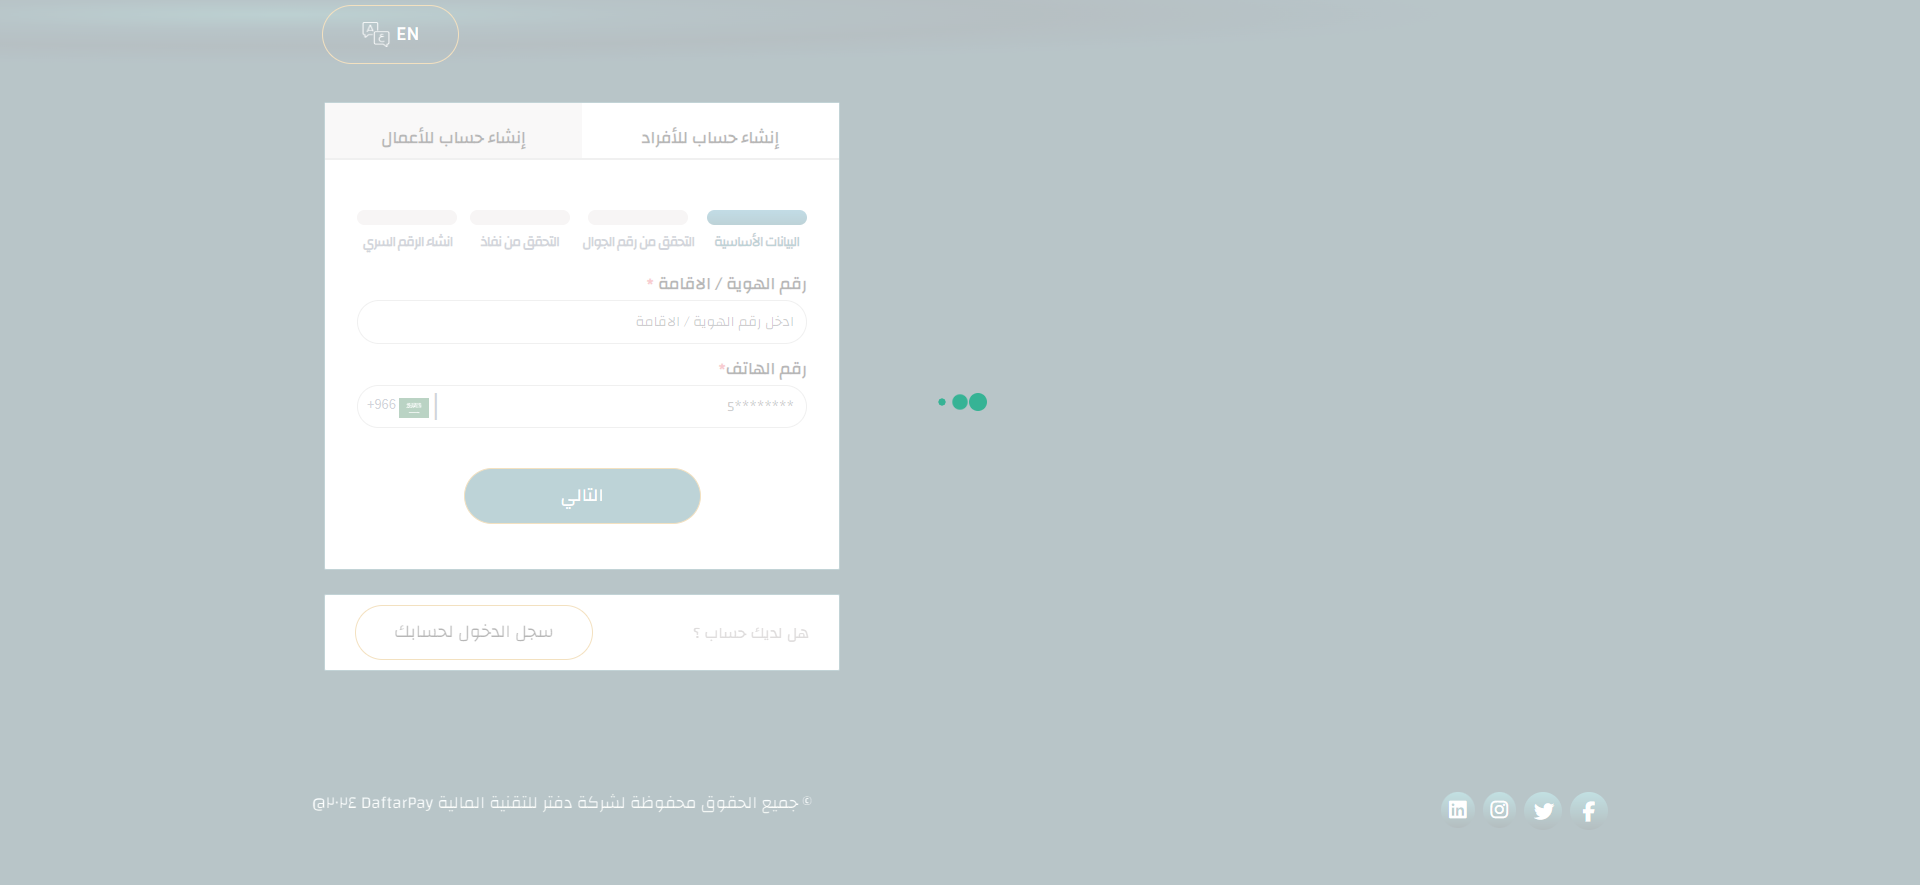 EN
إنشاء حساب للأفراد
إنشاء حساب للأعمال
البيانات الأساسية
التحقق من رقم الجوال
التحقق من نفاذ
انشاء الرقم السري
رقم الهوية / الاقامة *
ادخل رقم الهوية / الاقامة
رقم الهاتف*
5********
+966
التالي
هل لديك حساب ؟
سجل الدخول لحسابك
© جميع الحقوق محفوظة لشركة دفتر للتقنية المالية DaftarPay ٢٠٢٤@